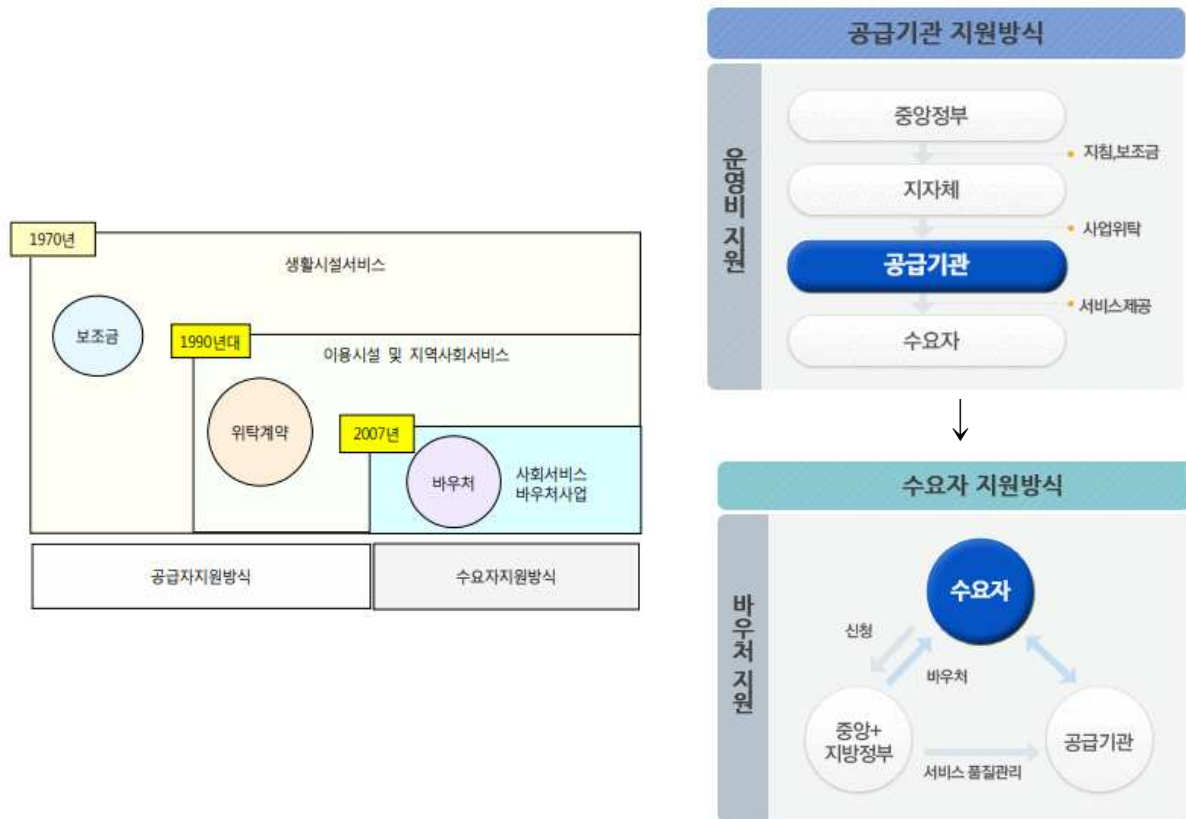 1970년
생활시설서비스
보조금
1990년대
이용시설 및 지역사회서비스
위탁계약
2007년
바우처
사회서비스
바우처사업
공급자지원방식
수요자지원방식
공급기관 지원방식
운영비 지원
중앙정부
지침,보조금
지자체
사업위탁
공급기관
서비스제공
수요자
수요자 지원방식
바우처 지원
수요자
신청
바우처
중앙+
지방정부
공급기관
서비스 품질관리